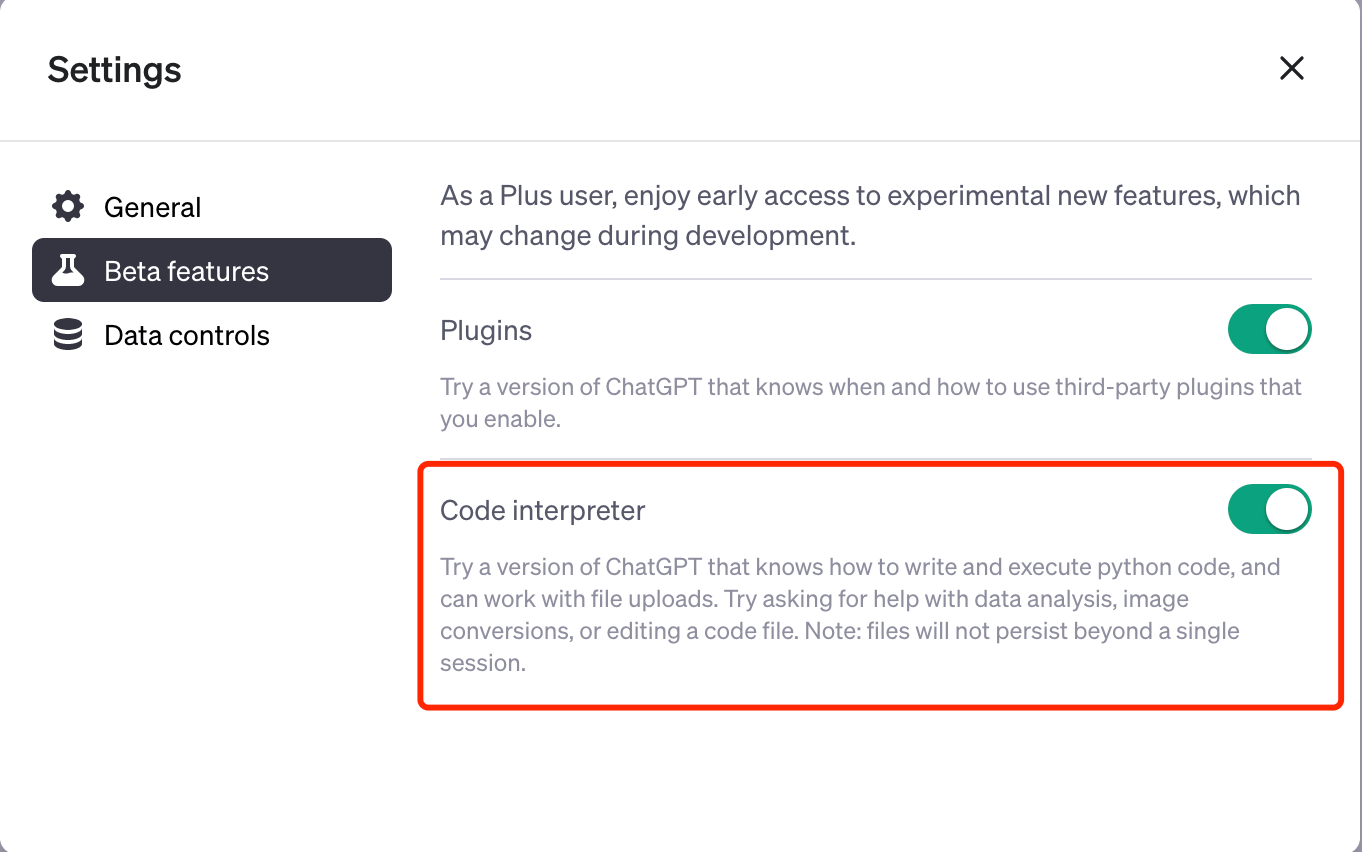 Settings
General
Beta features
Data controls
As a Plus user, enjoy early access to experimental new features, which
may change during development.
Plugins
Try a version of ChatGPT that knows when and how to use third-party plugins that
you enable.
Code interpreter
Try a version of ChatGPT that knows how to write and execute python code, and
can work with file uploads. Try asking for help with data analysis, image
conversions, or editing a code file. Note: files will not persist beyond a single
session.